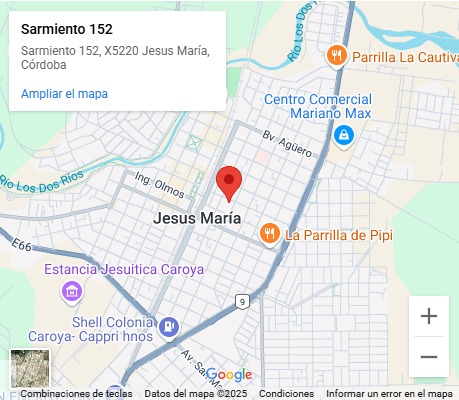 Sarmiento 152
Sarmiento 152, X5220 Jesus María,
Córdoba
Ampliar el mapa
Río Los Dos Ríos
Parrilla La Cautiva
Centro Comercial
Mariano Max
Bv. Agüero
Río Los Dos Ríos
Ing. Olmos
Jesus María
La Parrilla de Pipi
E66
Estancia Jesuitica Caroya
9
Shell Colonia
Caroya- Cappri hnos
Av. San
Google
Combinaciones de teclas
Datos del mapa ©2025
Condiciones
Informar un error en el mapa